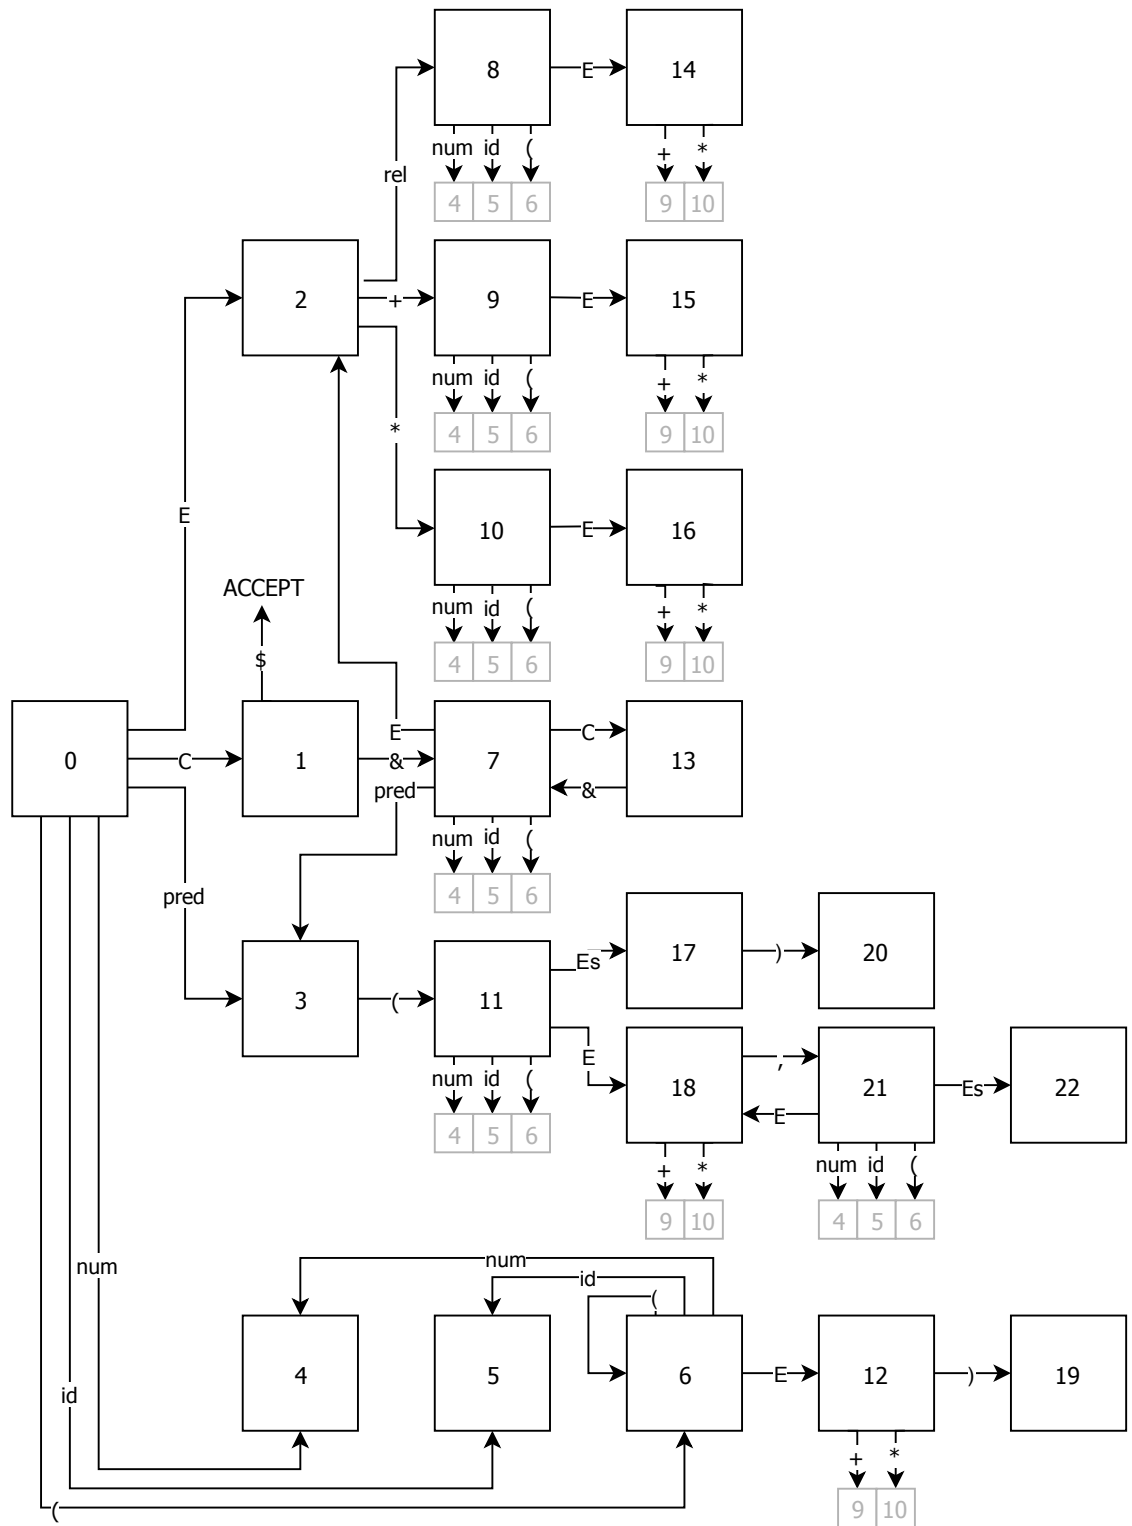 8 E 14
num id ( + *
rel
4 5 6 9 10
2 + 9 E 15
num id ( + *
*
4 5 6 9 10
E
10 E 16
ACCEPT
num id ( + *
$
4 5 6 9 10
E C
0 C 1 & 7 13
pred &
num id (
4 5 6
pred
Es 17 ) 20
3 ( 11
E
num id ( 18 , 21 Es 22
E
4 5 6
+ * num id (
9 10 4 5 6
num
num
id
(
4 5 6 E 12 ) 19
id
+ *
9 10
(